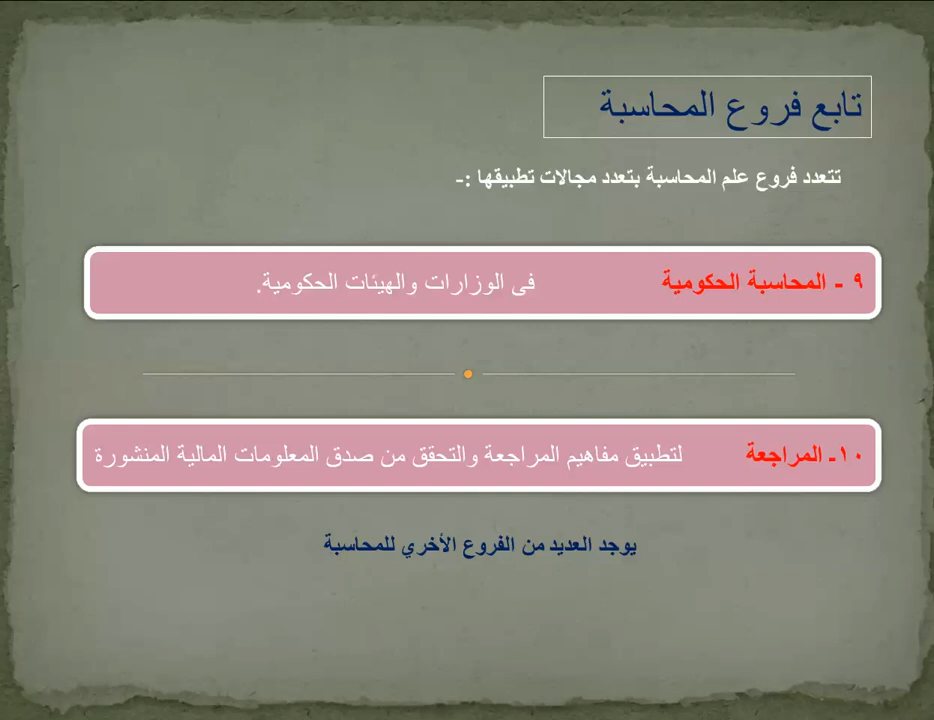 تابع فروع المحاسبة
تتعدد فروع علم المحاسبة بتعدد مجالات تطبيقها :-
٩ - المحاسبة الحكومية فى الوزارات والهيئات الحكومية.
١٠- المراجعة لتطبيق مفاهيم المراجعة والتحقق من صدق المعلومات المالية المنشورة
يوجد العديد من الفروع الأخري للمحاسبة